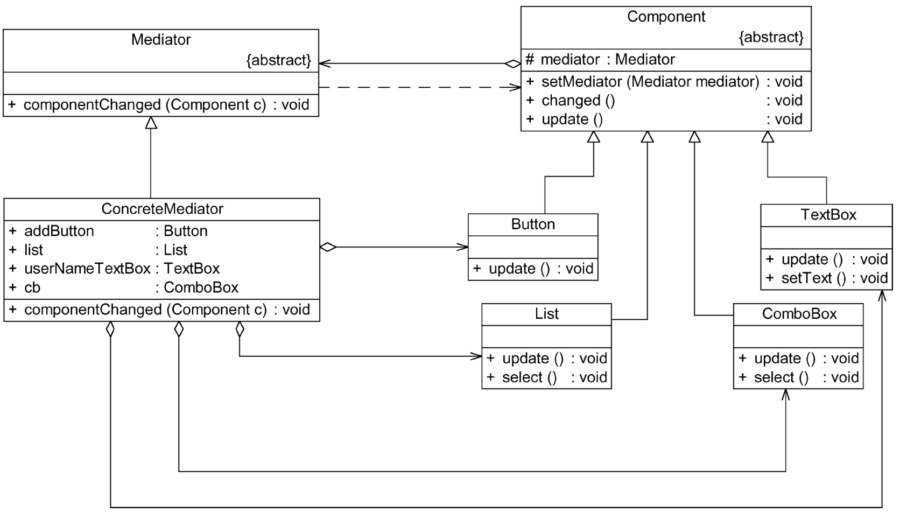 Mediator
{abstract}
+ componentChanged (Component c) : void
Component
{abstract}
# mediator : Mediator
+ setMediator (Mediator mediator) : void
+ changed () : void
+ update () : void
ConcreteMediator
+ addButton : Button
+ list : List
+ userNameTextBox : TextBox
+ cb : ComboBox
+ componentChanged (Component c) : void
Button
+ update () : void
TextBox
+ update () : void
+ setText () : void
List
+ update () : void
+ select () : void
ComboBox
+ update () : void
+ select () : void